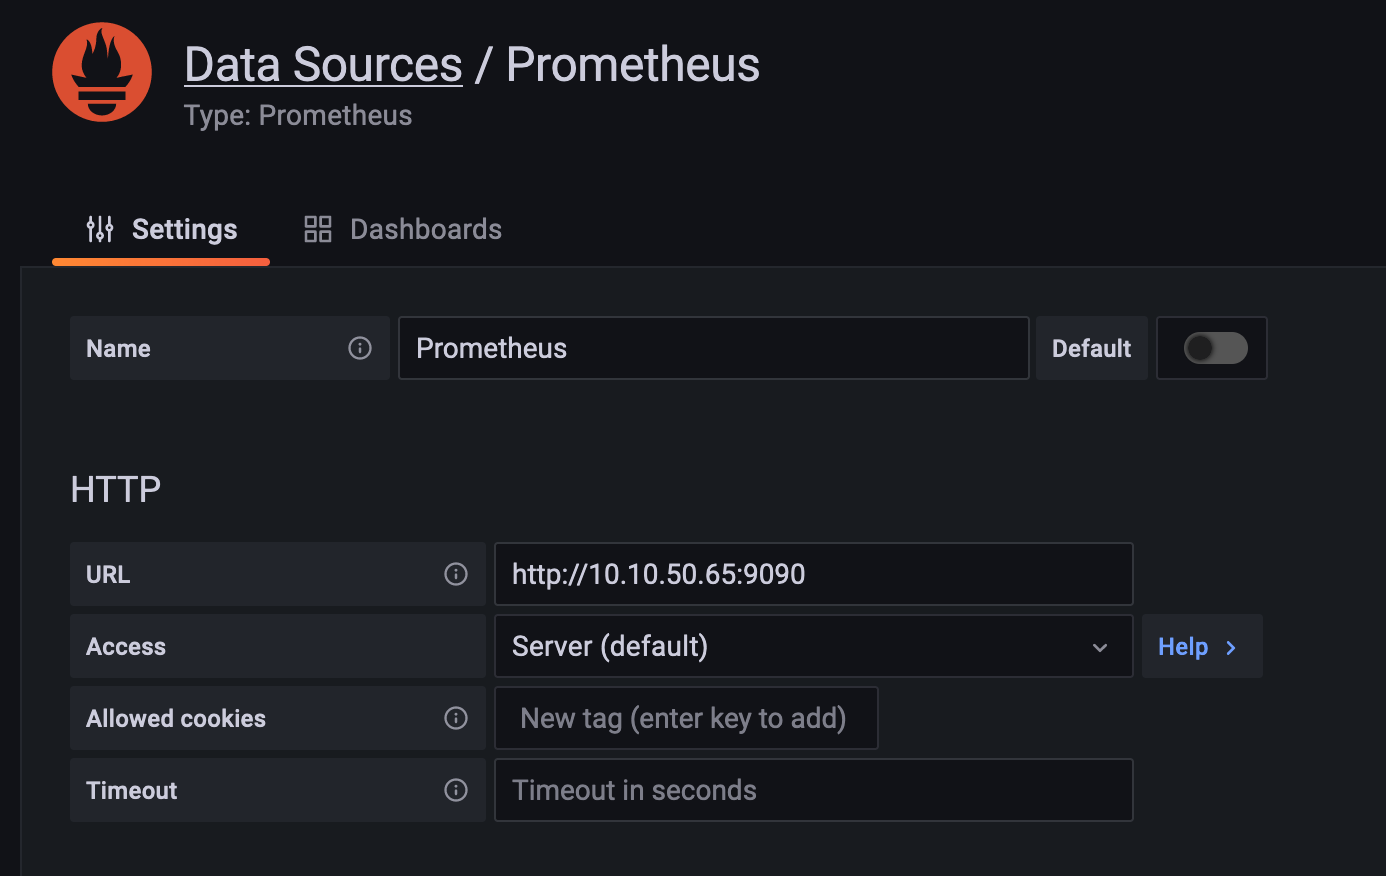 Data Sources / Prometheus
Type: Prometheus
Settings Dashboards
Name Prometheus Default
HTTP
URL http://10.10.50.65:9090
Access Server (default) Help
Allowed cookies New tag (enter key to add)
Timeout Timeout in seconds